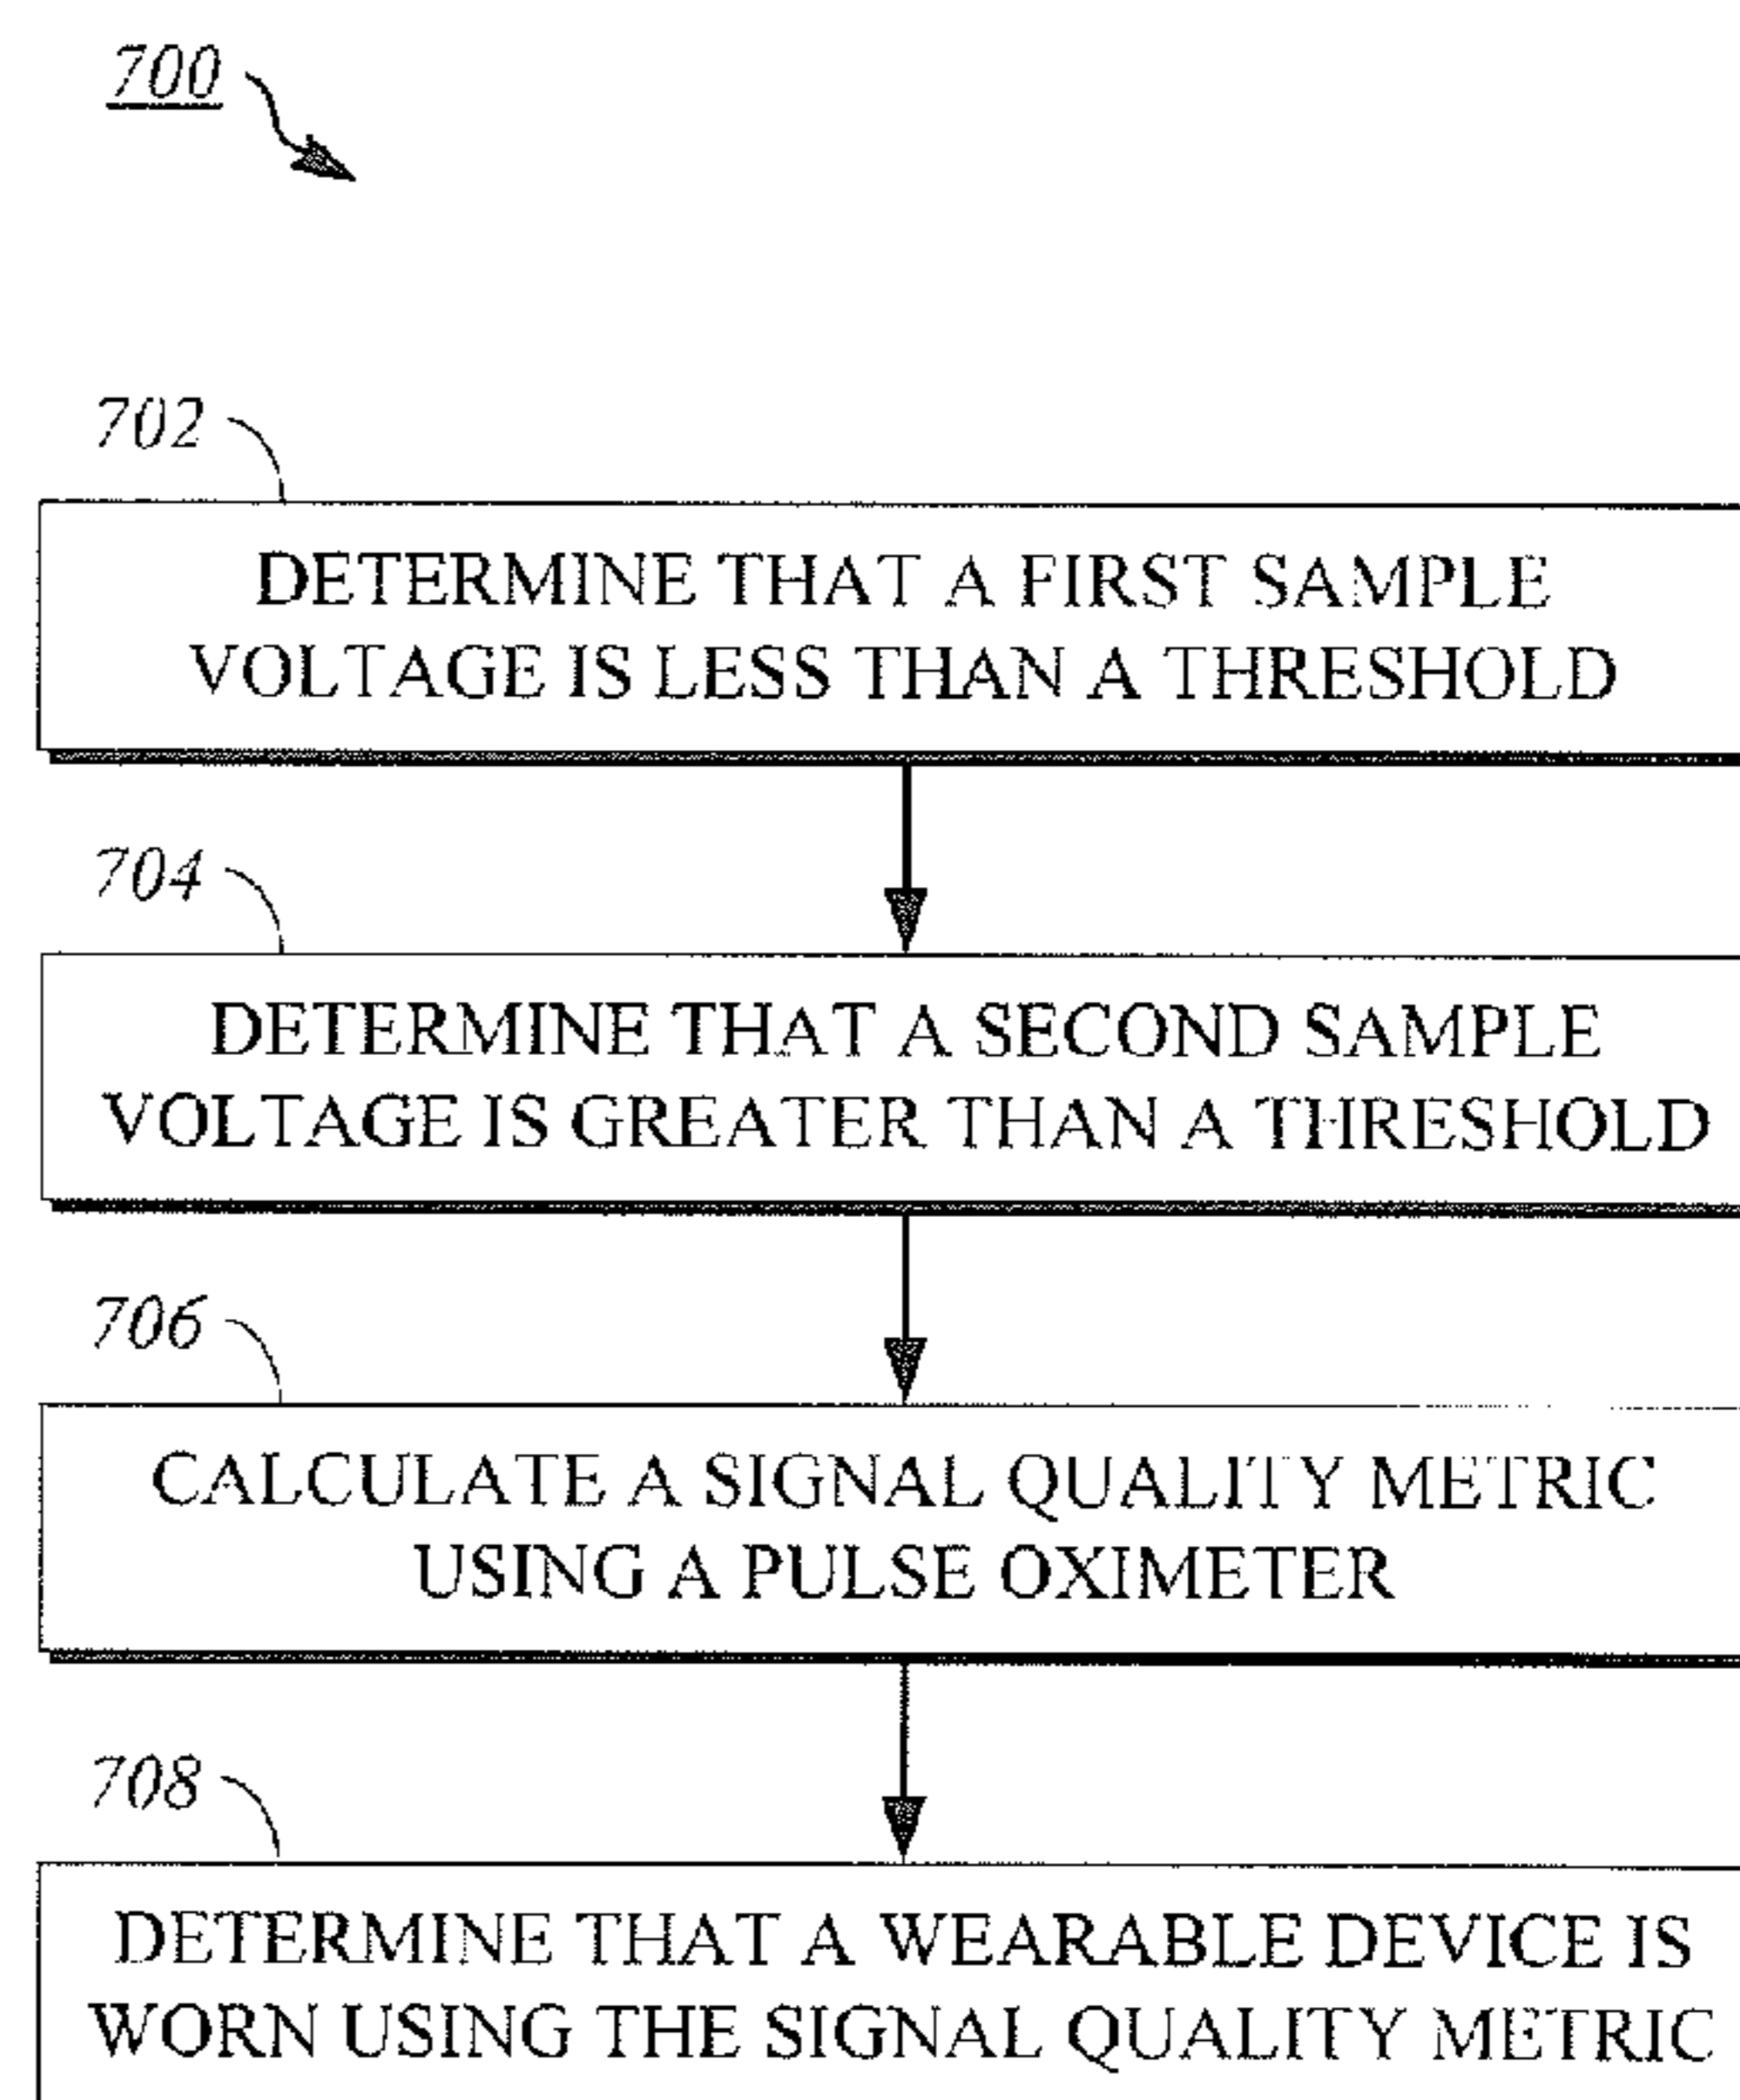 700
702
DETERMINE THAT A FIRST SAMPLE
VOLTAGE IS LESS THAN A THRESHOLD
704
DETERMINE THAT A SECOND SAMPLE
VOLTAGE IS GREATER THAN A THRESHOLD
706
CALCULATE A SIGNAL QUALITY METRIC
USING A PULSE OXIMETER
708
DETERMINE THAT A WEARABLE DEVICE IS
WORN USING THE SIGNAL QUALITY METRIC